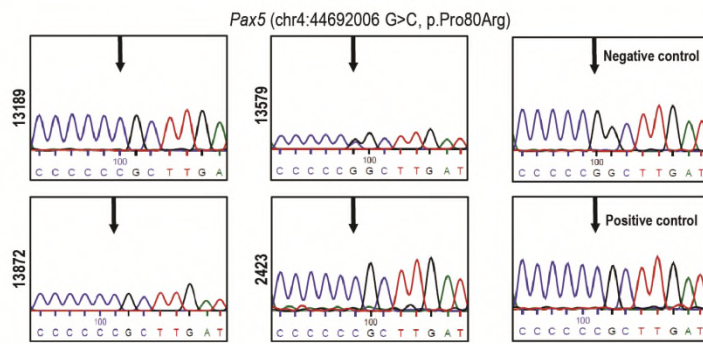 Pax5 (chr4:44692006 G>C, p.Pro80Arg)
13189
100
C C C C C C G C T T G A
13579
100
C C C C C G G C T T G A T
Negative control
100
C C C C C G G C T T G A T
13872
100
C C C C C C G C T T G A T
2423
100
C C C C C C G C T T G A T
Positive control
100
C C C C C C G C T T G A T